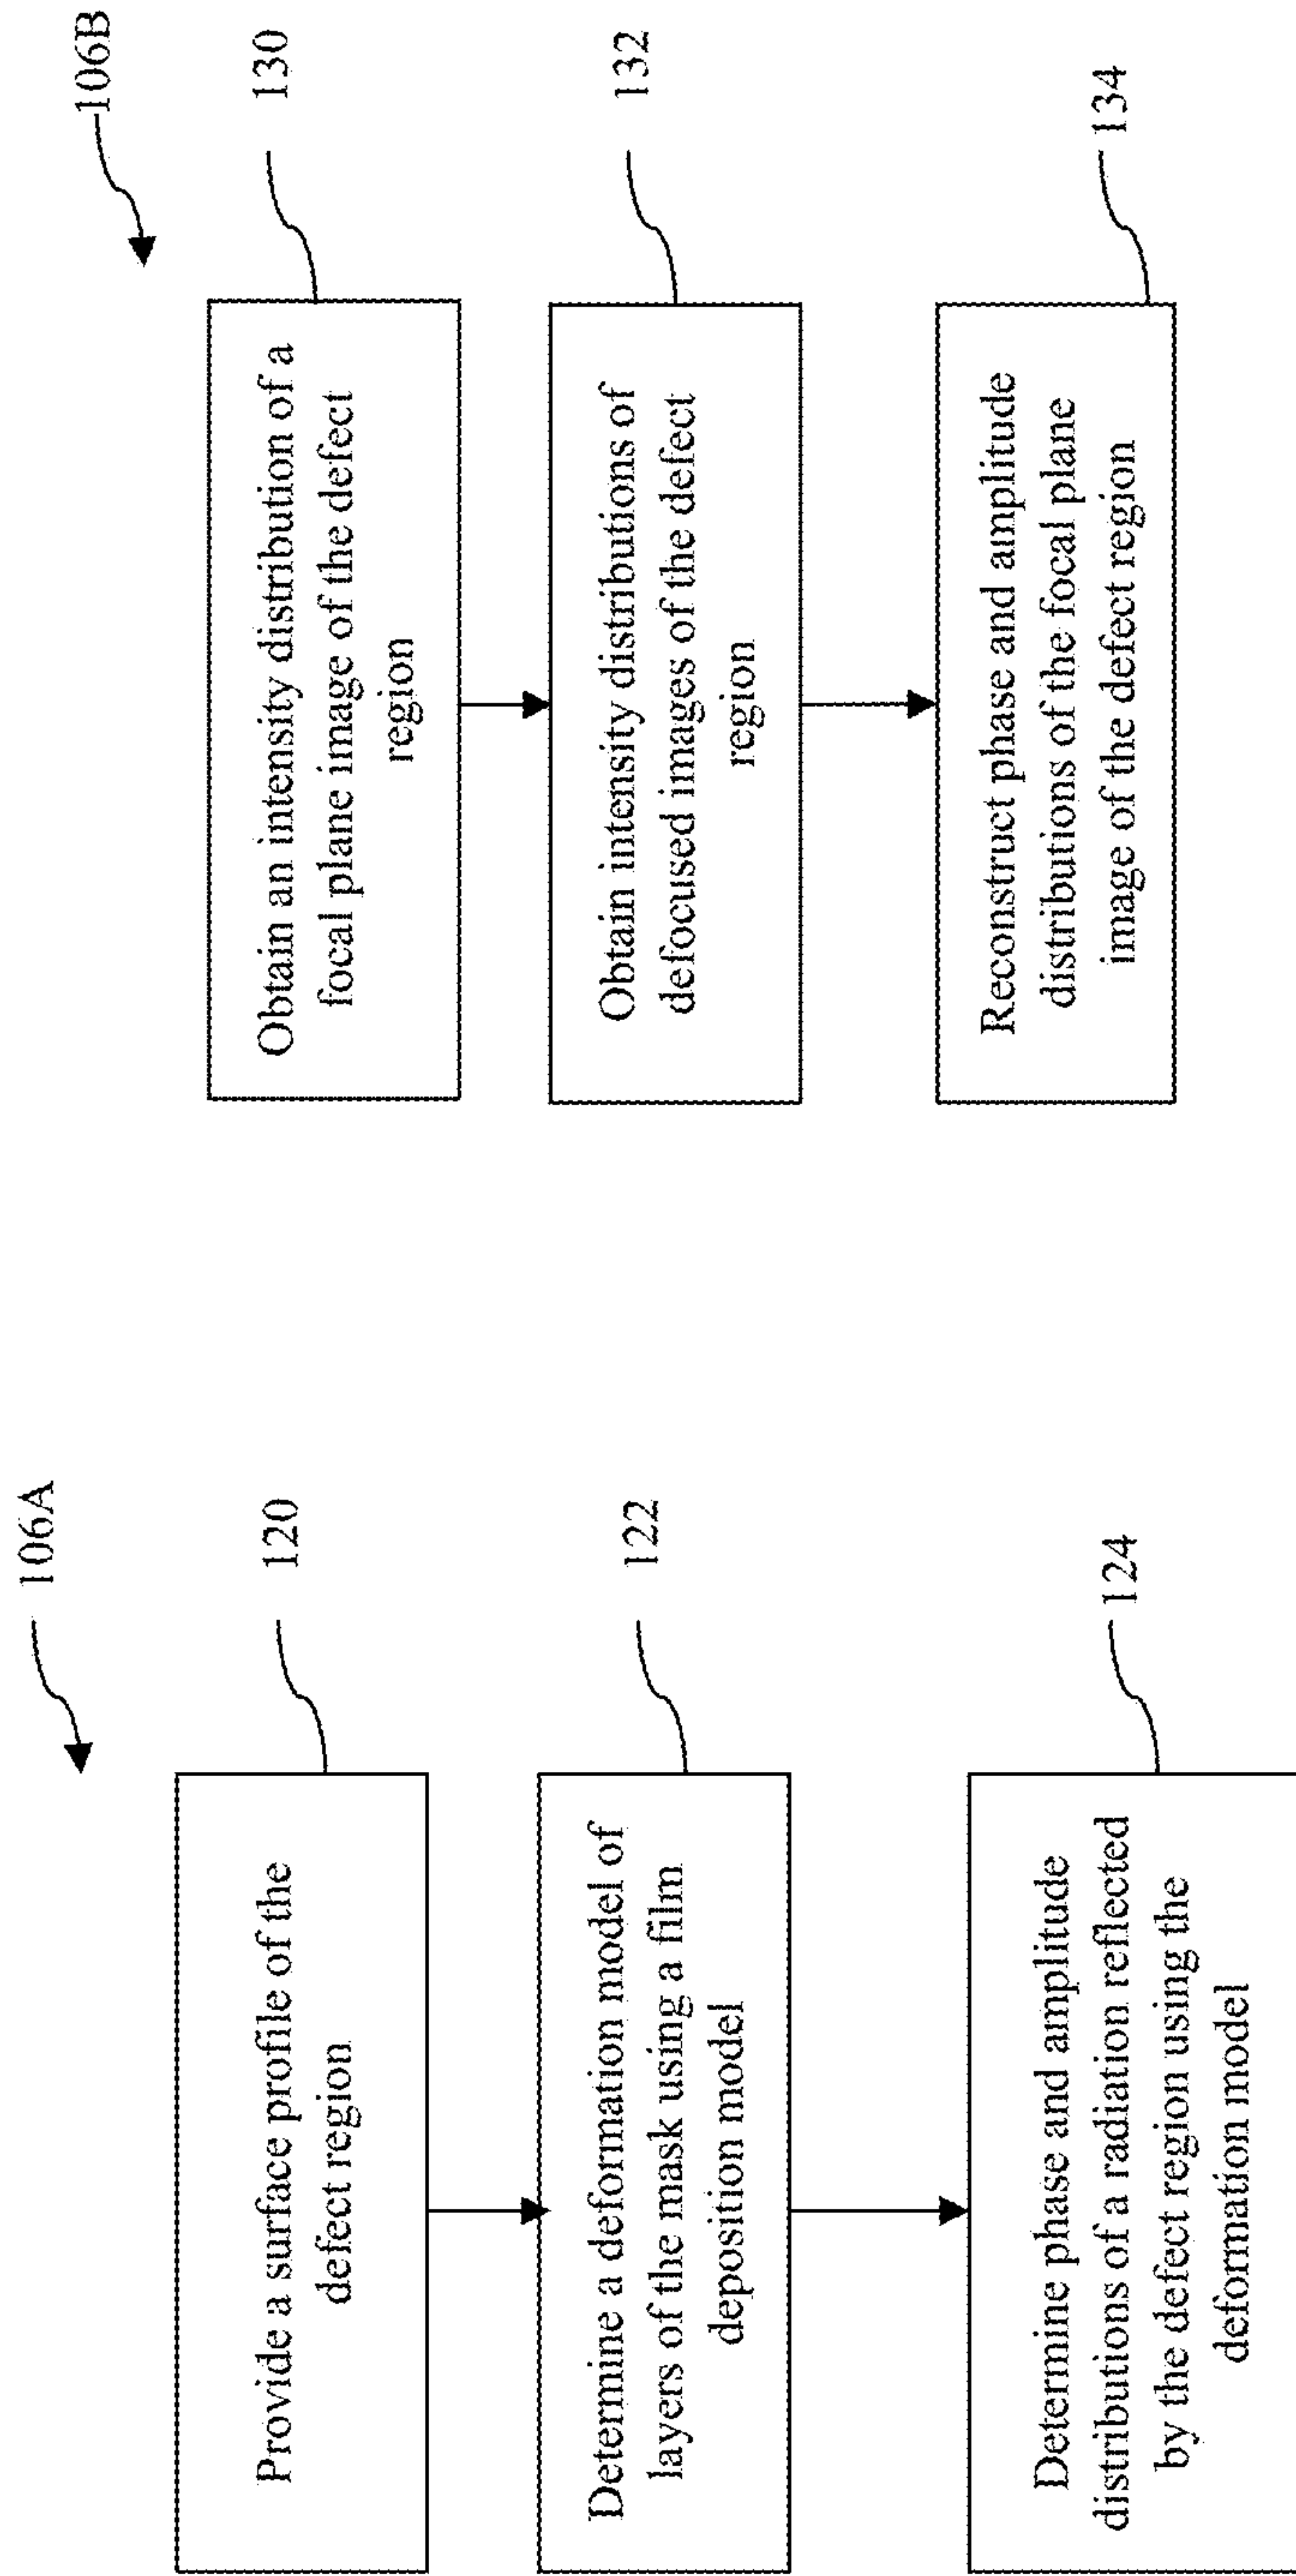 106A
Provide a surface profile of the
defect region
120
Determine a deformation model of
layers of the mask using a film
deposition model
122
Determine phase and amplitude
distributions of a radiation reflected
by the defect region using the
deformation model
124
106B
Obtain an intensity distribution of a
focal plane image of the defect
region
130
Obtain intensity distributions of
defocused images of the defect
region
132
Reconstruct phase and amplitude
distributions of the focal plane
image of the defect region
134